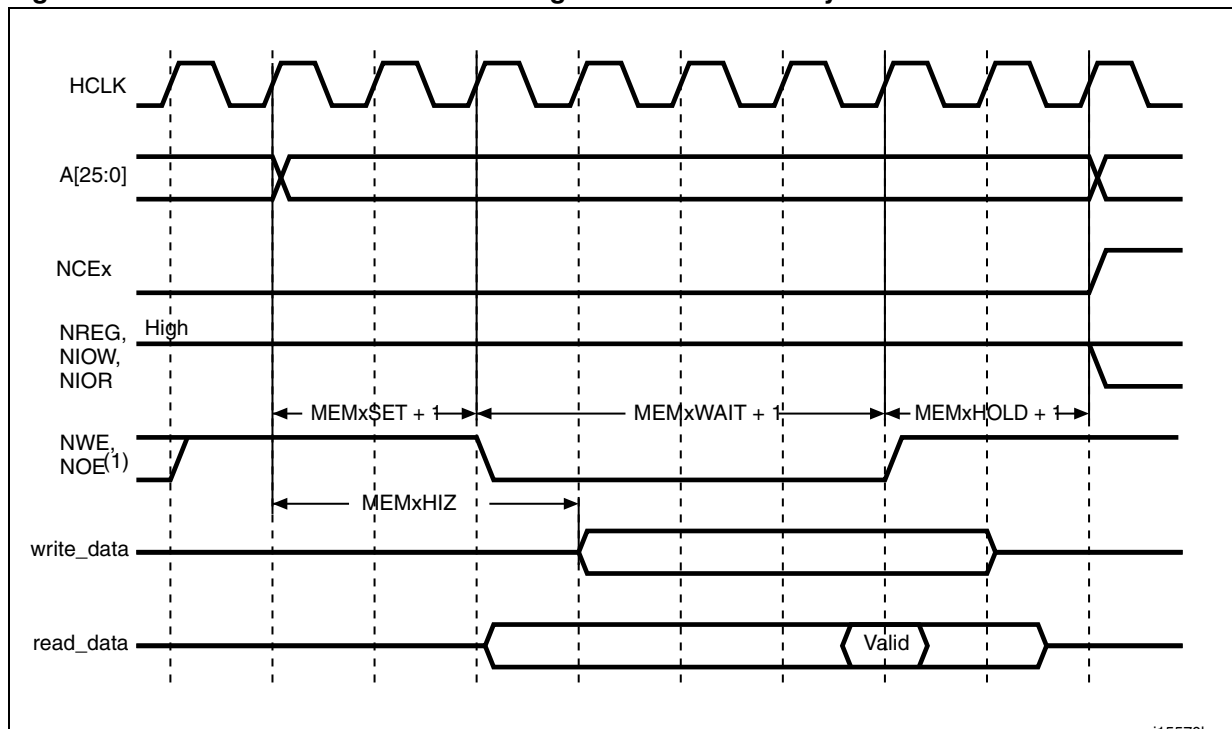 HCLK
A[25:0]
NCEx
NREG,
NIOW,
NIOR
High
MEMxSET + 1
MEMxWAIT + 1
MEMxHOLD + 1
NWE,
NOE(1)
MEMxHIZ
write_data
read_data
Valid